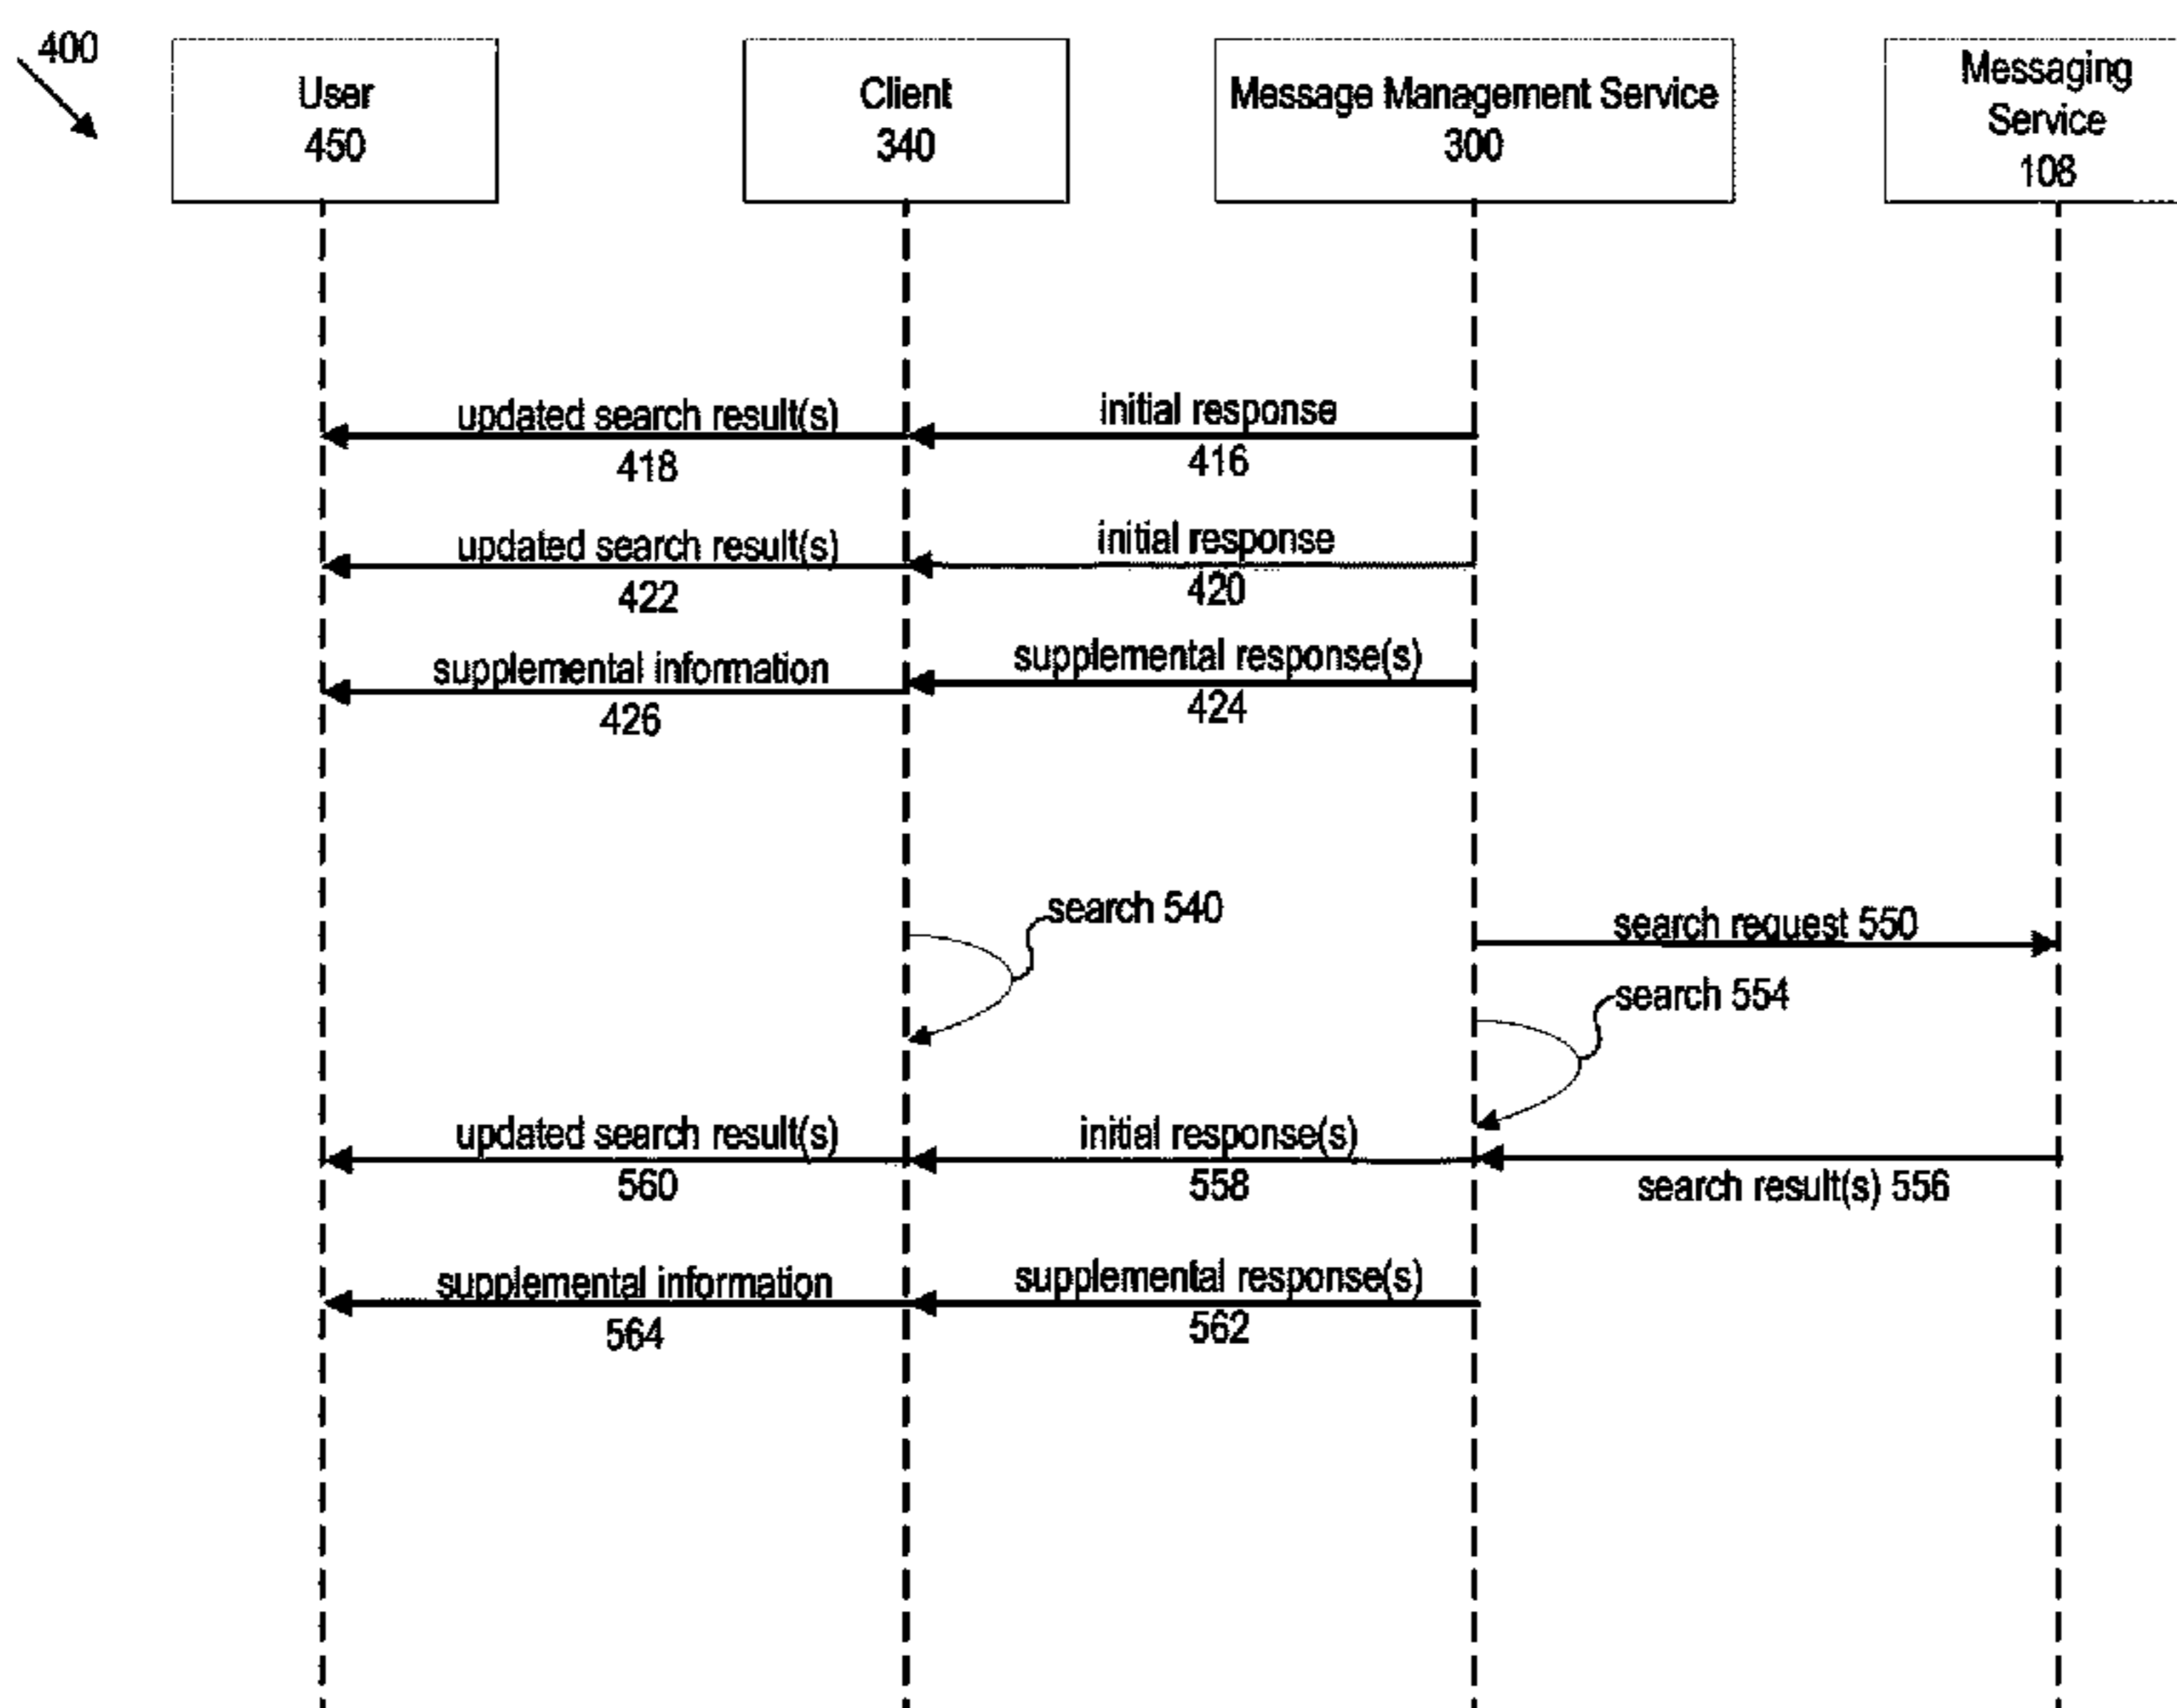 400
User
450
Client
340
Message Management Service
300
Messaging
Service
108
updated search result(s)
418
initial response
416
updated search result(s)
422
initial response
420
supplemental information
426
supplemental response(s)
424
search 540
search request 550
search 554
updated search result(s)
560
initial response(s)
558
search result(s) 556
supplemental information
564
supplemental response(s)
562